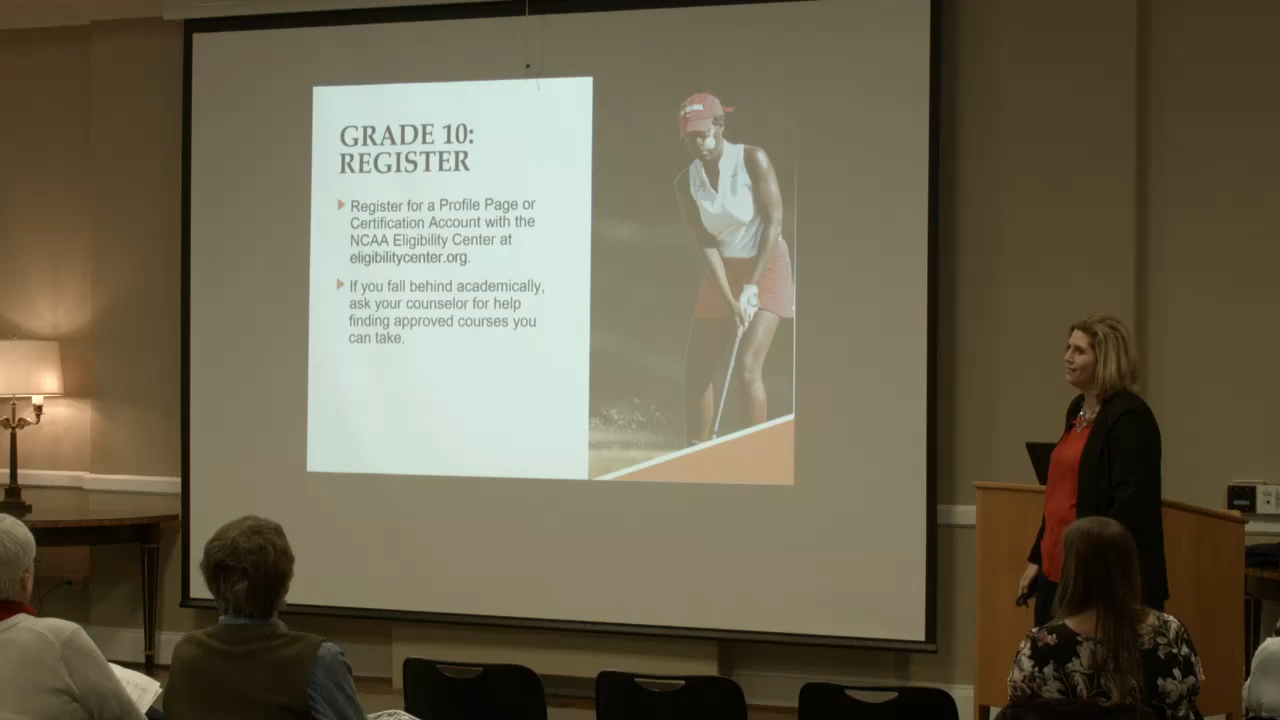 GRADE 10:
REGISTER
Register for a Profile Page or
Certification Account with the
NCAA Eligibility Center at
eligibilitycenter.org.
If you fall behind academically,
ask your counselor for help
finding approved courses you
can take.